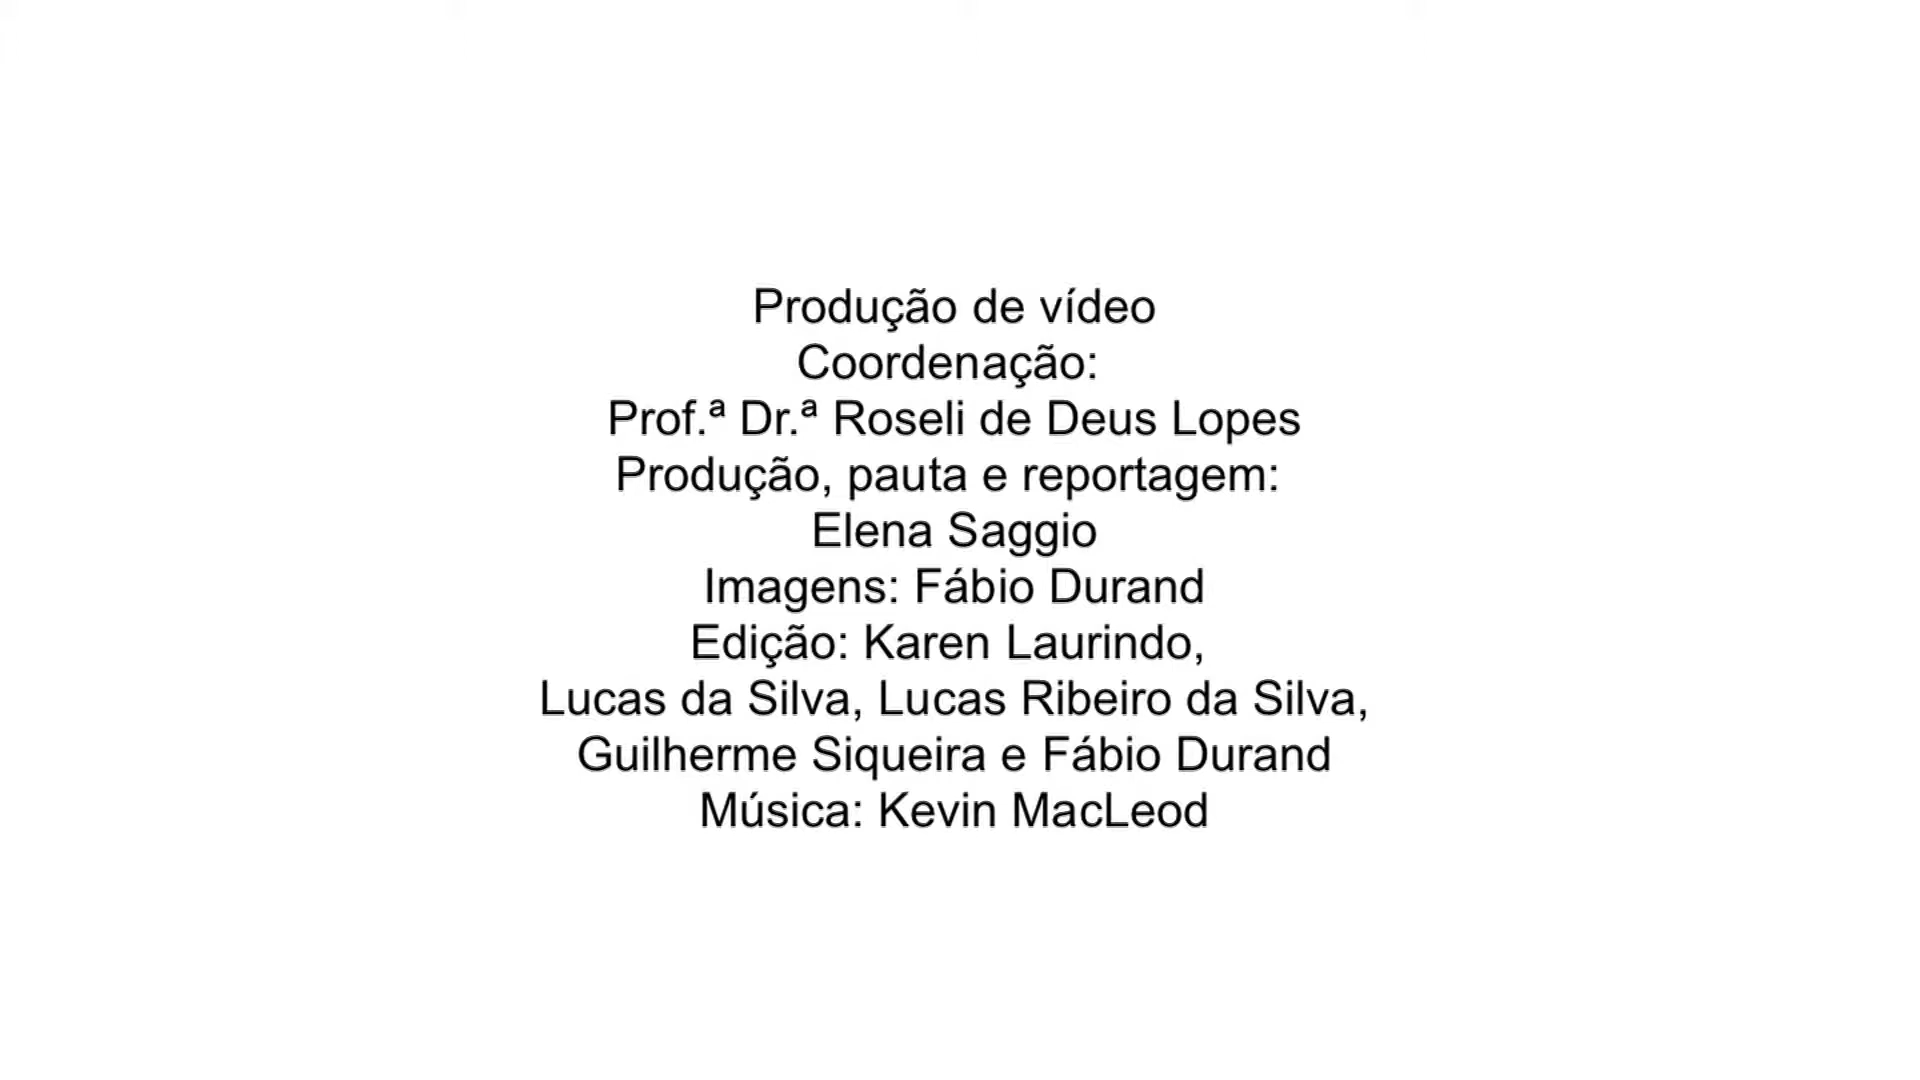 Produção de vídeo
Coordenação:
Prof.ª Dr.ª Roseli de Deus Lopes
Produção, pauta e reportagem:
Elena Saggio
Imagens: Fábio Durand
Edição: Karen Laurindo,
Lucas da Silva, Lucas Ribeiro da Silva,
Guilherme Siqueira e Fábio Durand
Música: Kevin MacLeod